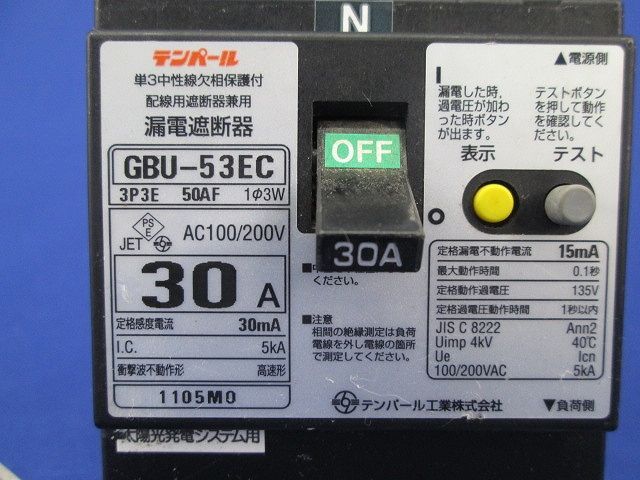 N
テンパール
単3中性線欠相保護付
配線用遮断器兼用
漏電遮断器
GBU-53EC
3P3E 50AF 1φ3W
PS
E
JET
AC100/200V
30 A
定格感度電流 30mA
I.C. 5kA
衝撃波不動作形 高速形
1105M0
太陽光発電システム用
OFF
30A
ください。
■注意
相間の絶縁測定は負荷
電線を外し電線の箇所
で測定してください。
テンパール工業株式会社
▲電源側
I
漏電した時、
過電圧が加わ
った時ボタン
が出ます。
テストボタン
を押して動作
を確認してく
ださい。
表示 テスト
定格漏電不動作電流 15mA
最大動作時間 0.1秒
定格動作過電圧 135V
定格過電圧動作時間 1秒以内
JIS C 8222 Ann2
Uimp 4kV 40℃
Ue Icn
100/200VAC 5kA
▼負荷側